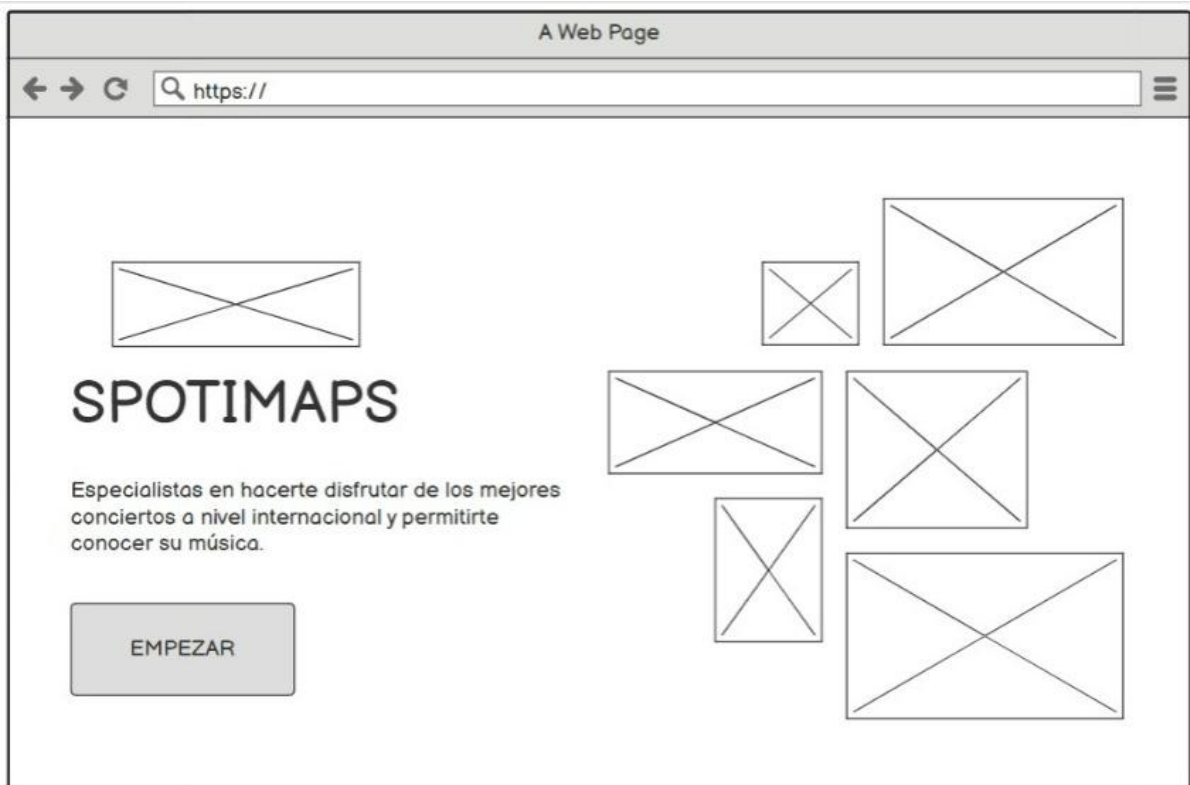 A Web Page
https://
SPOTIMAPS
Especialistas en hacerte disfrutar de los mejores
conciertos a nivel internacional y permitirte
conocer su música.
EMPEZAR